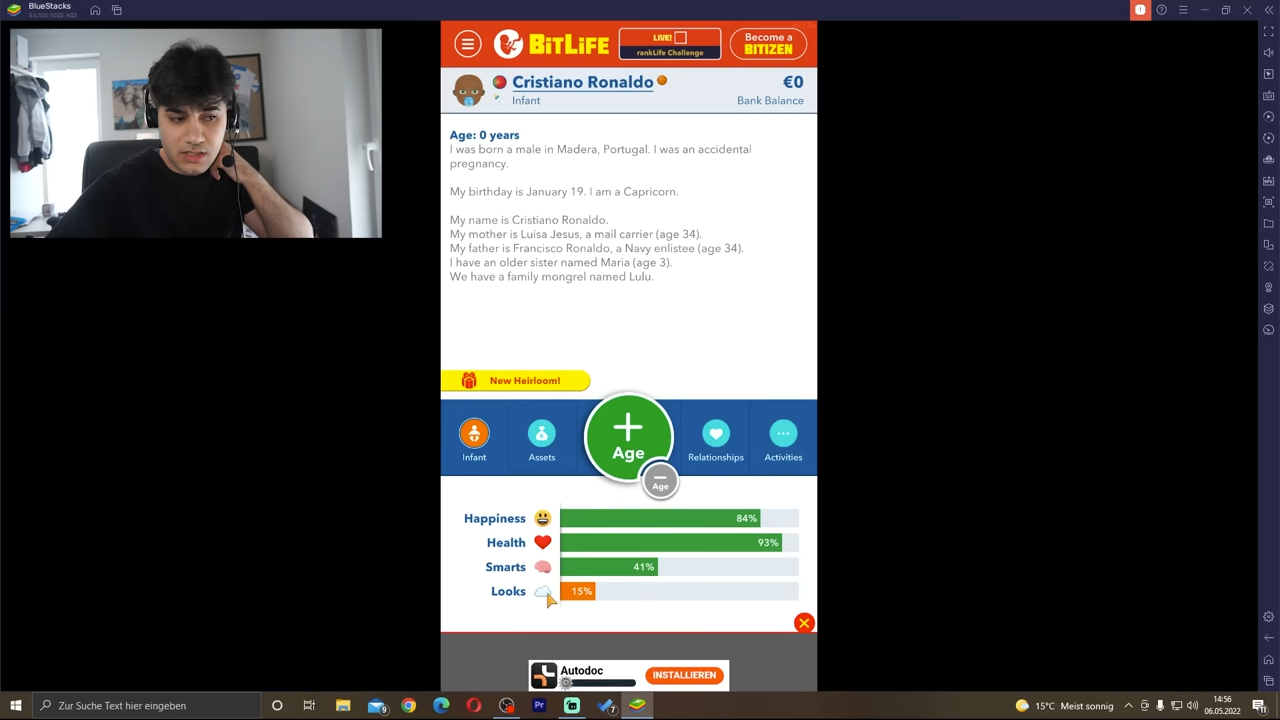 BlueStacks
BiTLiFE
LIVE!
rankLife Challenge
Become a
BITIZEN
Cristiano Ronaldo
Infant
€0
Bank Balance
Age: 0 years
I was born a male in Madera, Portugal. I was an accidental
pregnancy.
My birthday is January 19. I am a Capricorn.
My name is Cristiano Ronaldo.
My mother is Luisa Jesus, a mail carrier (age 34).
My father is Francisco Ronaldo, a Navy enlistee (age 34).
I have an older sister named Maria (age 3).
We have a family mongrel named Lulu.
New Heirloom!
Infant
Assets
Age
Age
Relationships
Activities
Happiness 84%
Health 93%
Smarts 41%
Looks 15%
Autodoc
INSTALLIEREN
Zur Suche Text hier eingeben
Pr
15°C Meist sonnig
14:56
06.05.2022